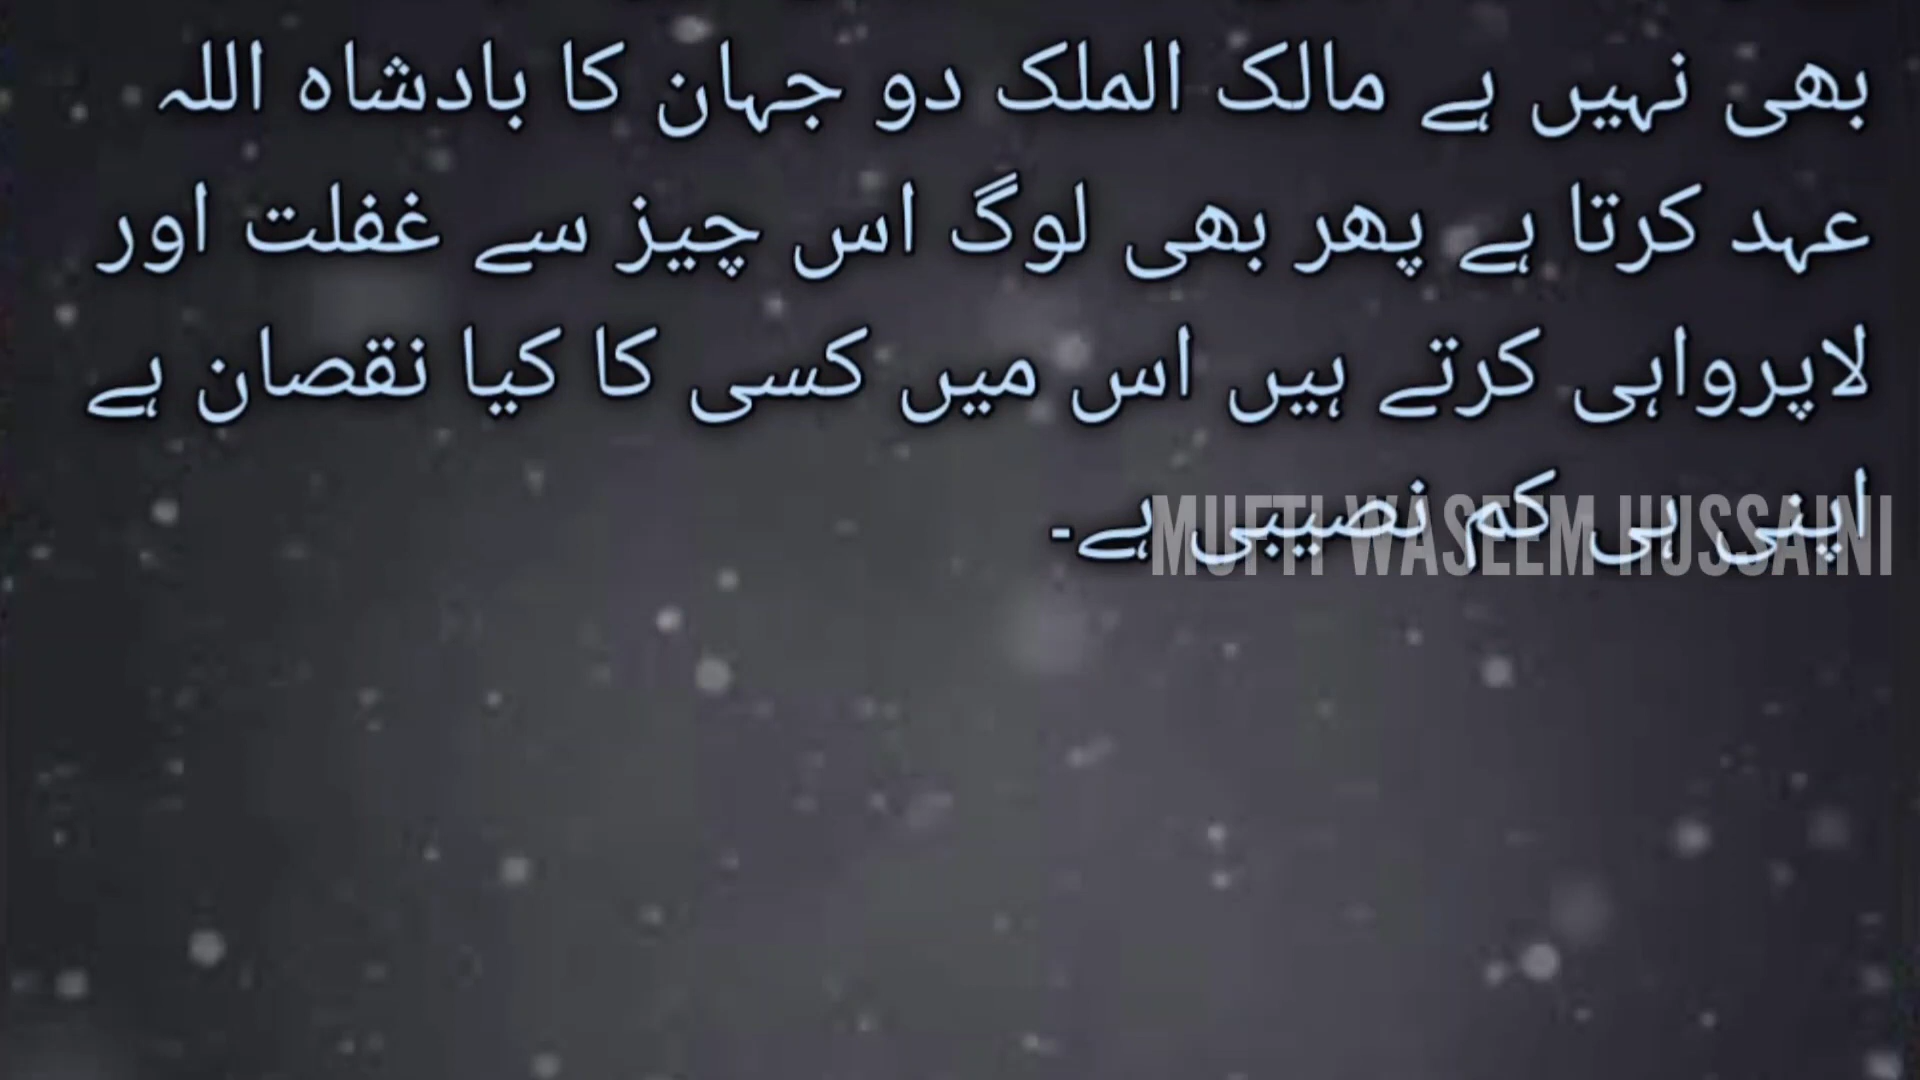 بھی نہیں ہے مالک الملک دو جہان کا بادشاہ اللہ
عہد کرتا ہے پھر بھی لوگ اس چیز سے غفلت اور
لاپرواہی کرتے ہیں اس میں کسی کا کیا نقصان ہے
اپنی ہی کم نصیبی ہے۔
MUFTI WASEEM HUSSAINI